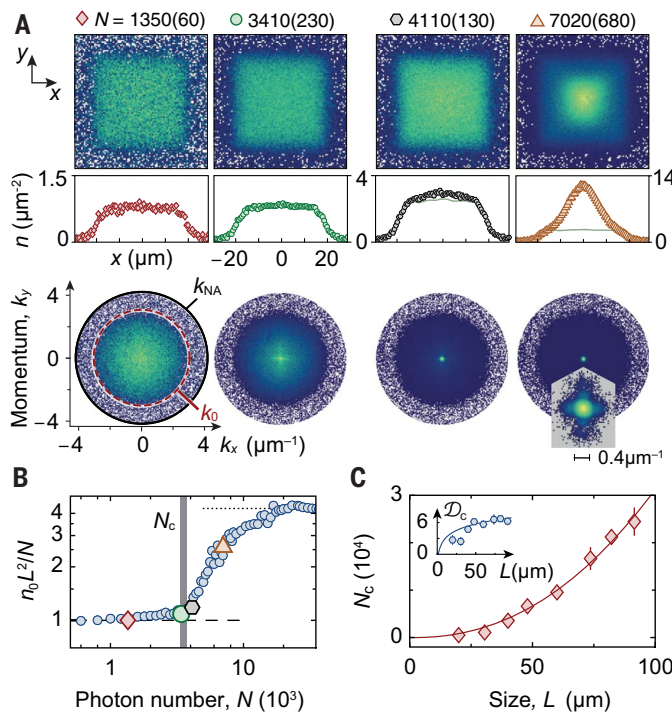 A
N = 1350(60)
3410(230)
4110(130)
7020(680)
y
x
1.5
4
14
n (μm⁻²)
0
0
0
x (μm)
−20
0
20
Momentum, k_y
4
0
−4
k_NA
k_0
−4
0
4
k_x (μm⁻¹)
0.4μm⁻¹
B
C
n₀L²/N
4
3
2
1
N_c
1
10
Photon number, N (10³)
N_c (10⁴)
3
0
𝒟_c
6
0
0
50
L(μm)
0
50
100
Size, L (μm)